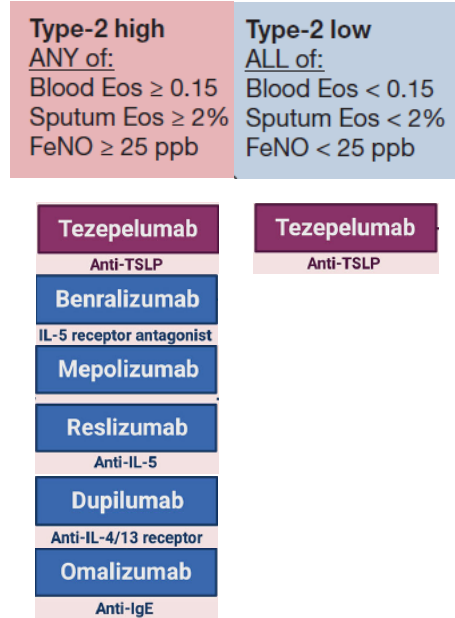 Type-2 high
ANY of:
Blood Eos ≥ 0.15
Sputum Eos ≥ 2%
FeNO ≥ 25 ppb
Type-2 low
ALL of:
Blood Eos < 0.15
Sputum Eos < 2%
FeNO < 25 ppb
Tezepelumab
Anti-TSLP
Benralizumab
IL-5 receptor antagonist
Mepolizumab
Reslizumab
Anti-IL-5
Dupilumab
Anti-IL-4/13 receptor
Omalizumab
Anti-IgE
Tezepelumab
Anti-TSLP